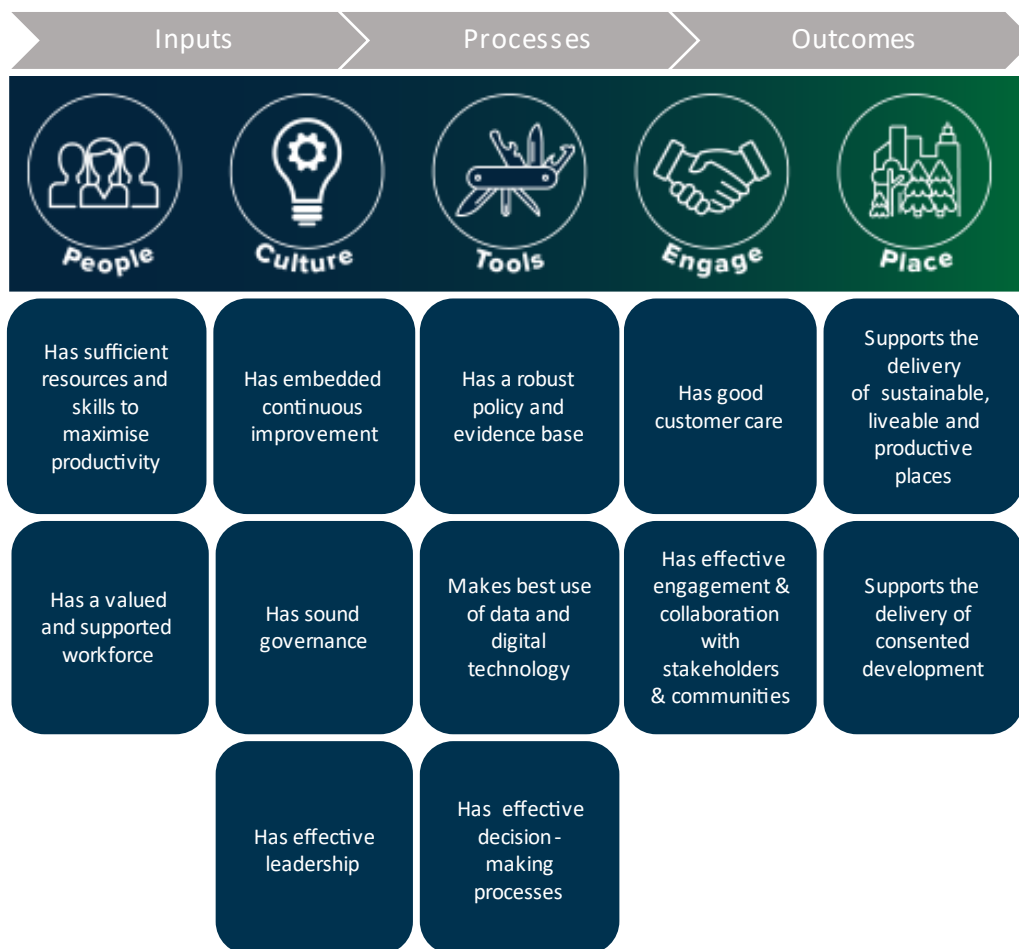 Inputs
Processes
Outcomes
People
Culture
Tools
Engage
Place
Has sufficient
resources and
skills to
maximise
productivity
Has embedded
continuous
improvement
Has a robust
policy and
evidence base
Has good
customer care
Supports the
delivery
of sustainable,
liveable and
productive
places
Has a valued
and supported
workforce
Has sound
governance
Makes best use
of data and
digital
technology
Has effective
engagement &
collaboration
with
stakeholders
& communities
Supports the
delivery of
consented
development
Has effective
leadership
Has effective
decision-
making
processes